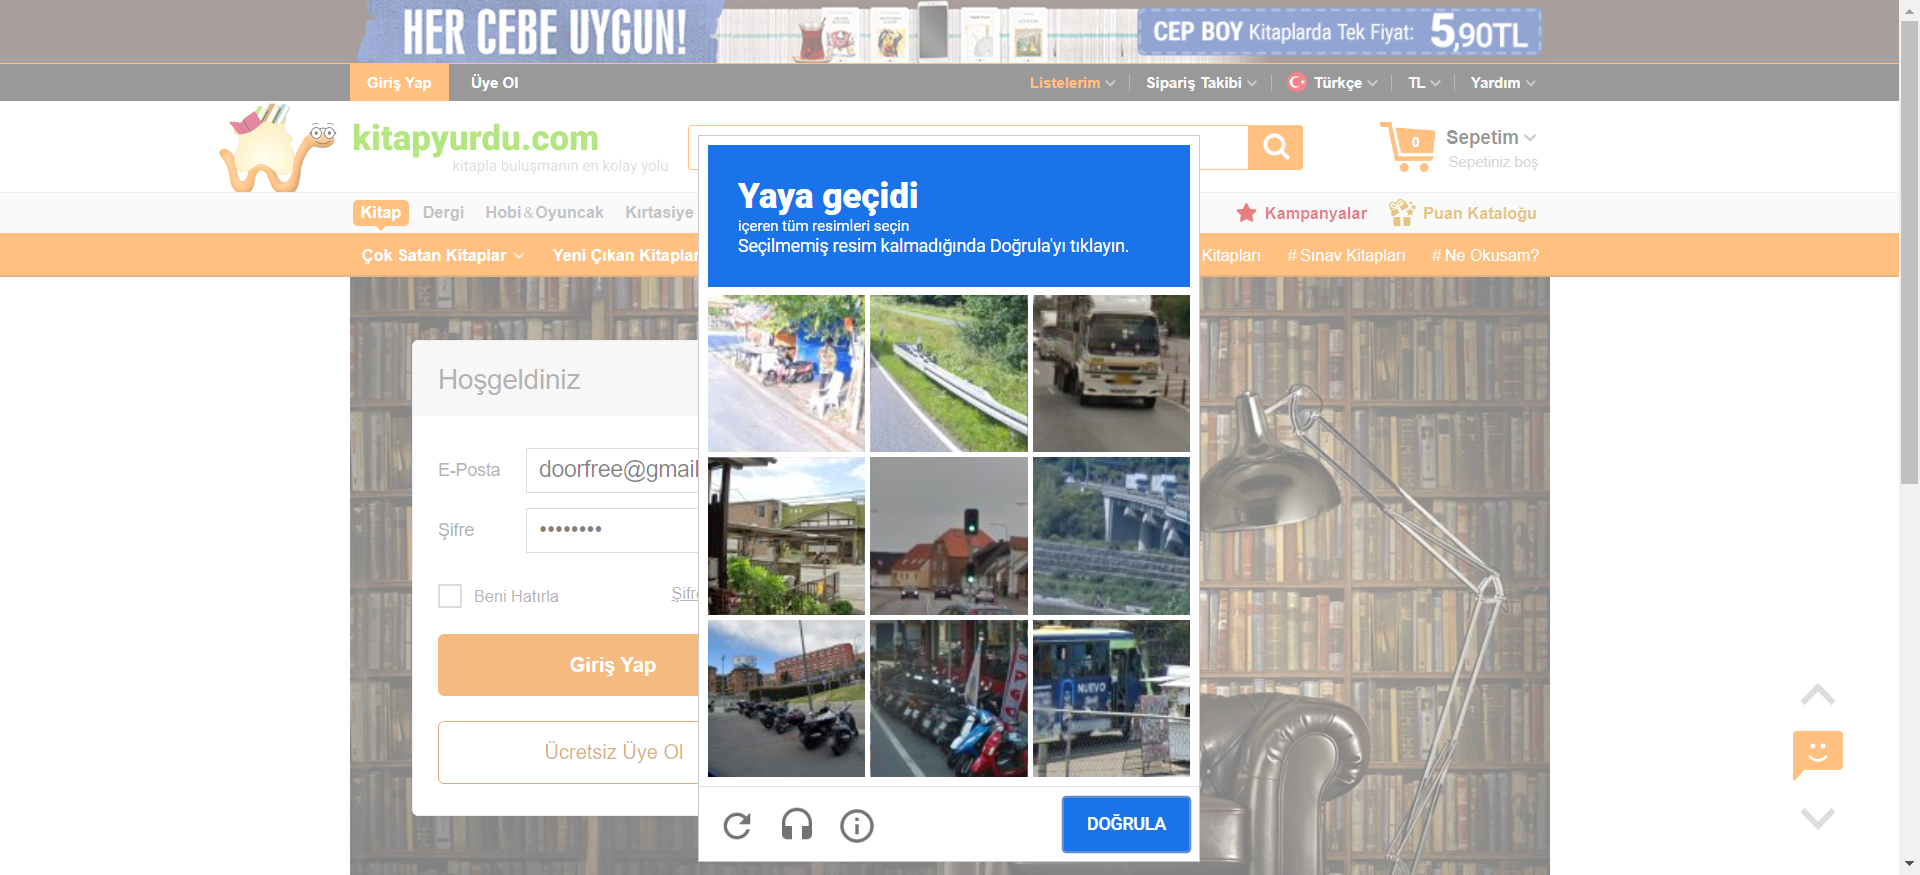 HER CEBE UYGUN!
CEP BOY Kitaplarda Tek Fiyat: 5,90TL
Giriş Yap
Üye Ol
Listelerim
Sipariş Takibi
Türkçe
TL
Yardım
kitapyurdu.com
kitapla buluşmanın en kolay yolu
0
Sepetim
Sepetiniz boş
Kitap
Dergi
Hobi&Oyuncak
Kırtasiye
Kampanyalar
Puan Kataloğu
Çok Satan Kitaplar
Yeni Çıkan Kitaplar
Kitapları
# Sınav Kitapları
# Ne Okusam?
Yaya geçidi
içeren tüm resimleri seçin
Seçilmemiş resim kalmadığında Doğrula'yı tıklayın.
Hoşgeldiniz
E-Posta
doorfree@gmail
Şifre
Beni Hatırla
Şifre
Giriş Yap
Ücretsiz Üye Ol
NUEVO
DOĞRULA